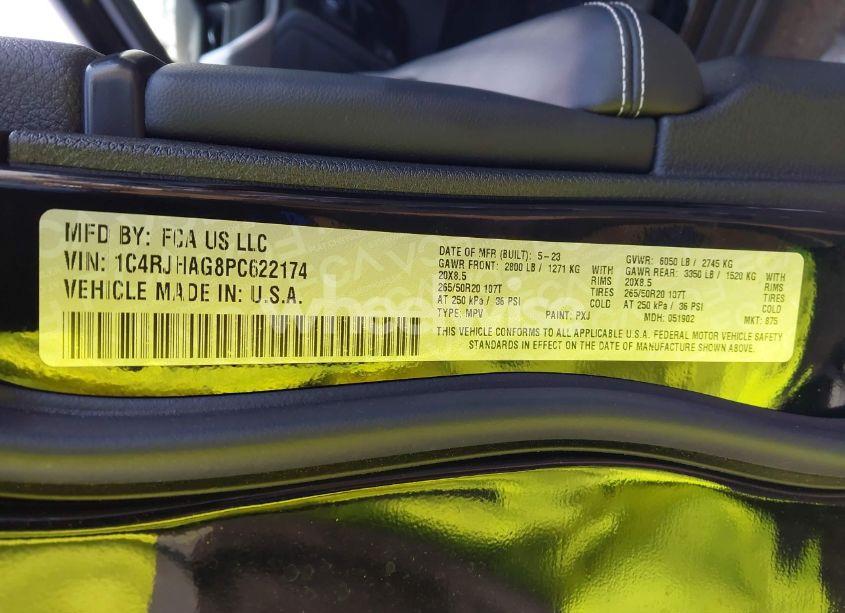 MFD BY: FCA US LLC
VIN: 1C4RJHAG8PC622174
VEHICLE MADE IN: U.S.A.
DATE OF MFR (BUILT): 5-23
GAWR FRONT: 2800 LB / 1271 KG WITH
20X8.5 RIMS
265/50R20 107T TIRES
AT 250 kPa / 36 PSI COLD
TYPE: MPV PAINT: PXJ
GVWR: 6050 LB / 2745 KG
GAWR REAR: 3350 LB / 1520 KG WITH
20X8.5 RIMS
265/50R20 107T TIRES
AT 250 kPa / 36 PSI COLD
MDH: 051902 MKT: 875
THIS VEHICLE CONFORMS TO ALL APPLICABLE U.S.A. FEDERAL MOTOR VEHICLE SAFETY
STANDARDS IN EFFECT ON THE DATE OF MANUFACTURE SHOWN ABOVE.